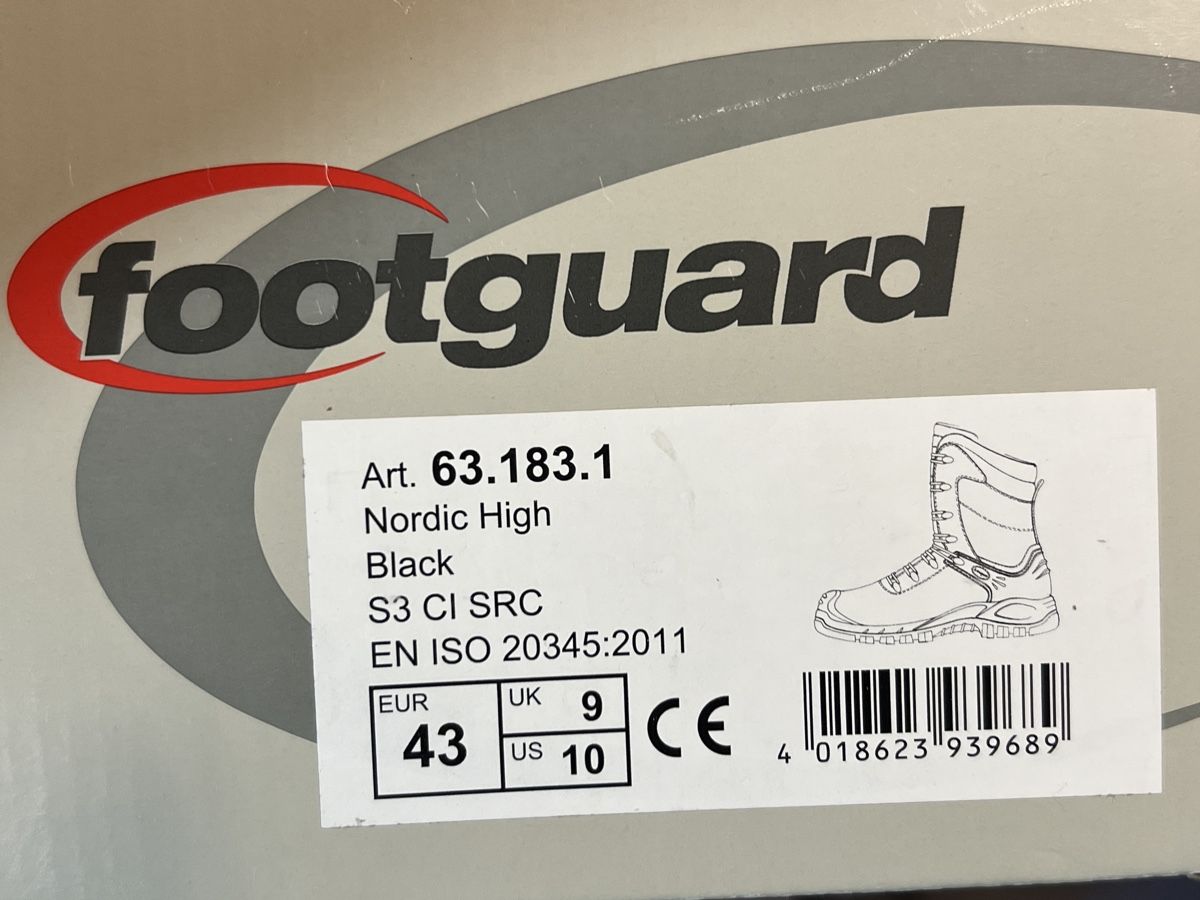 footguard
Art. 63.183.1
Nordic High
Black
S3 CI SRC
EN ISO 20345:2011
EUR 43
UK 9
US 10
CE
4 018623 939689